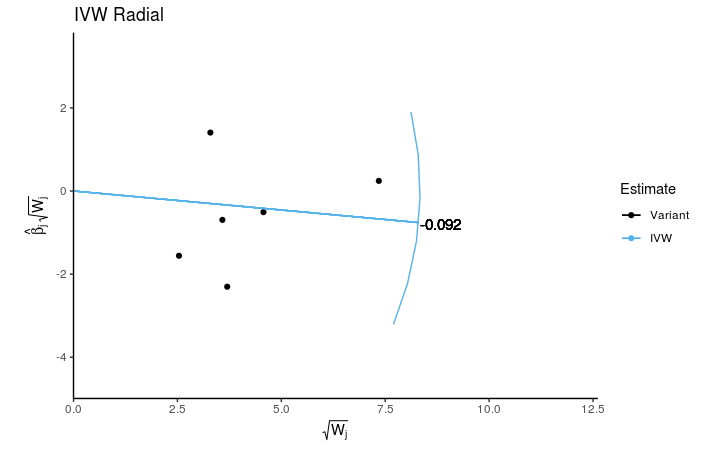 IVW Radial
2
0
-2
-4
β̂ⱼ√Wⱼ
-0.092
0.0 2.5 5.0 7.5 10.0 12.5
√Wⱼ
Estimate
Variant
IVW